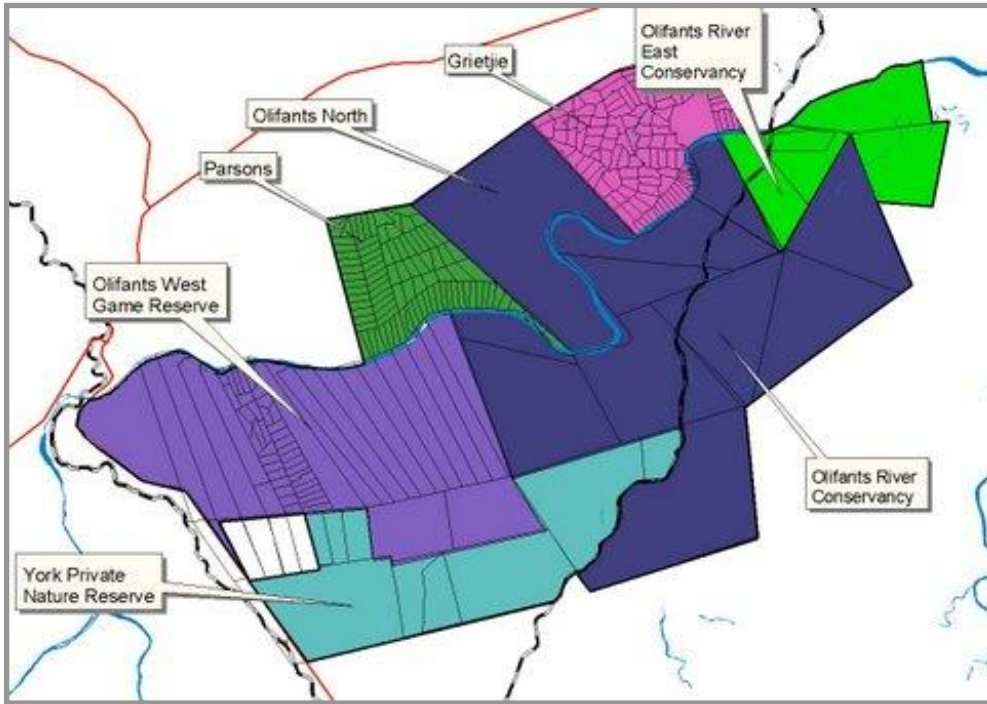 Olifants River
East
Conservancy
Grietjie
Olifants North
Parsons
Olifants West
Game Reserve
Olifants River
Conservancy
York Private
Nature Reserve